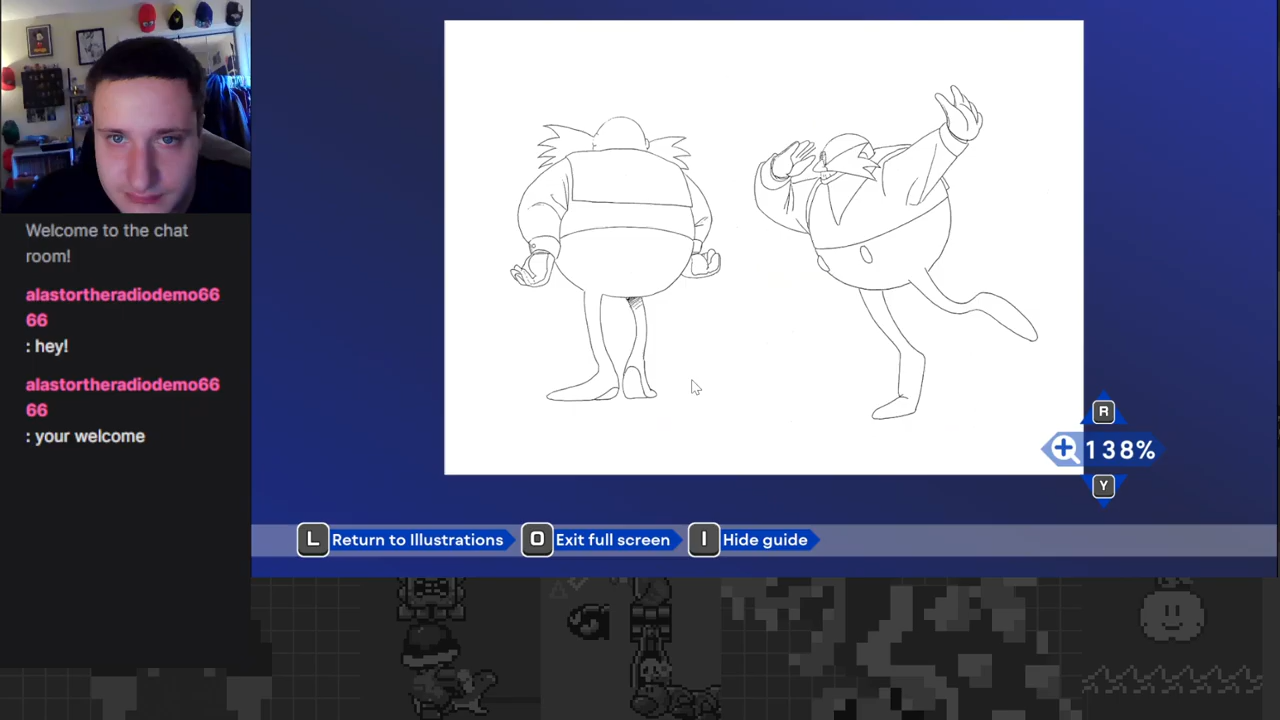 Welcome to the chat
room!
alastortheradiodemo66
66
: hey!
alastortheradiodemo66
66
: your welcome
R
138%
Y
L Return to Illustrations O Exit full screen I Hide guide